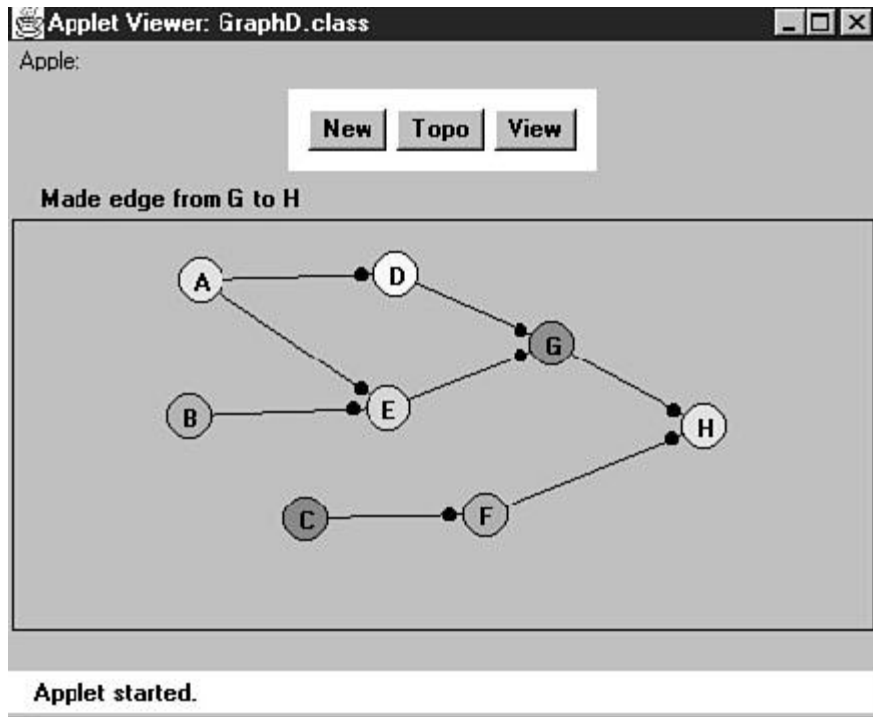 Applet Viewer: GraphD.class
Apple:
New Topo View
Made edge from G to H
A D
G
B E
H
C F
Applet started.